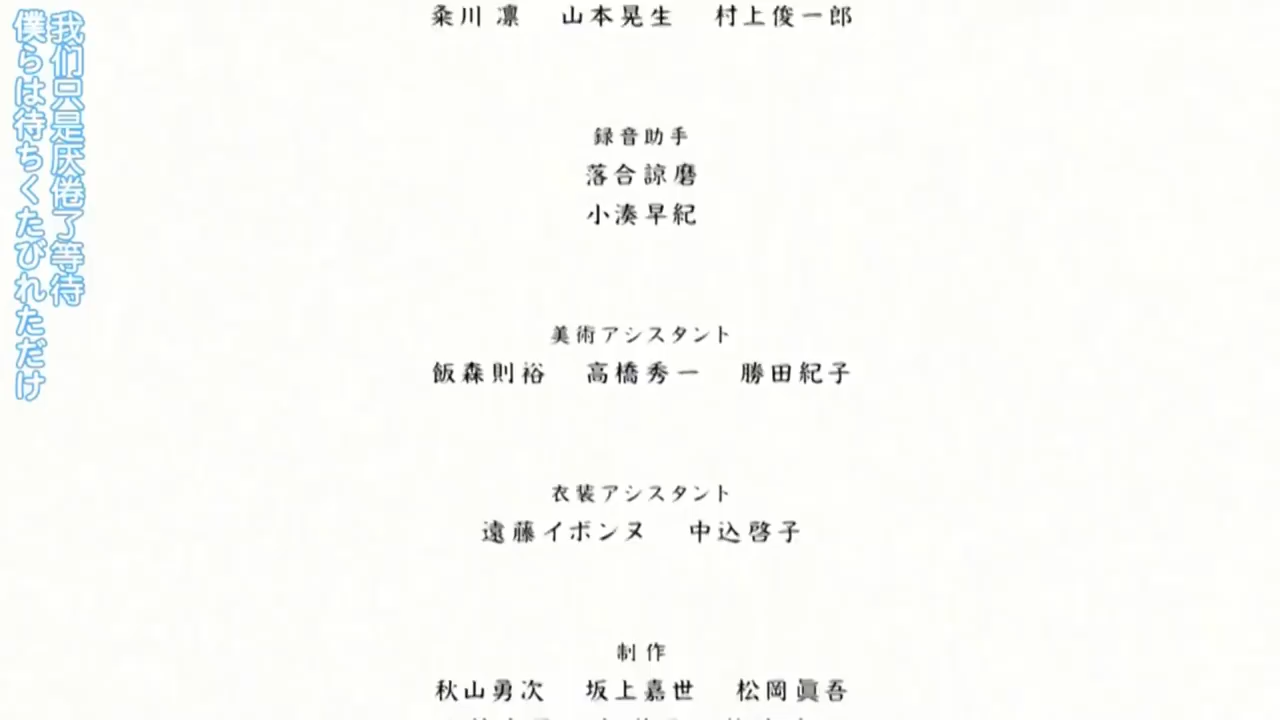 我们只是厌倦了等待
僕らは待ちくたびれただけ
粂川 凛 山本晃生 村上俊一郎
録音助手
落合諒磨
小湊早紀
美術アシスタント
飯森則裕 高橋秀一 勝田紀子
衣装アシスタント
遠藤イボンヌ 中込啓子
制作
秋山勇次 坂上嘉世 松岡眞吾